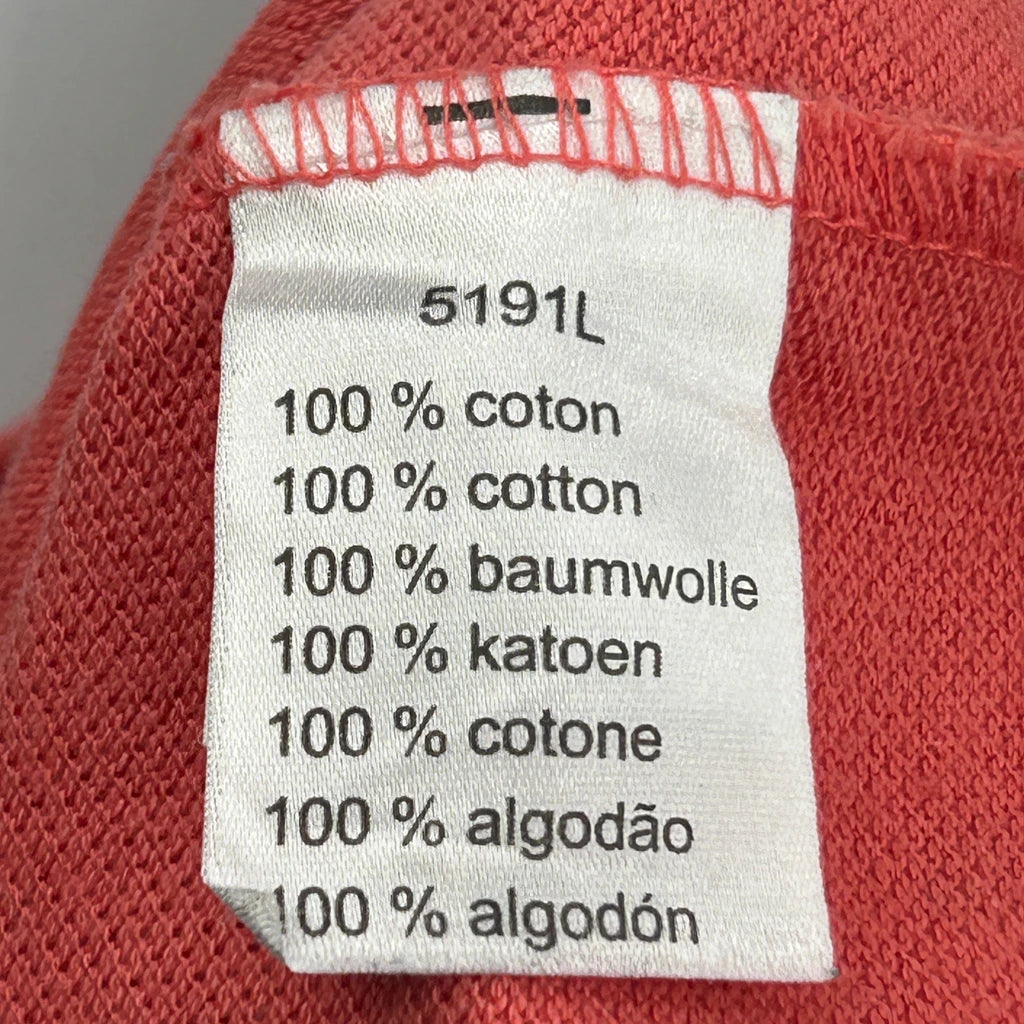 5191L
100 % coton
100 % cotton
100 % baumwolle
100 % katoen
100 % cotone
100 % algodão
100 % algodón